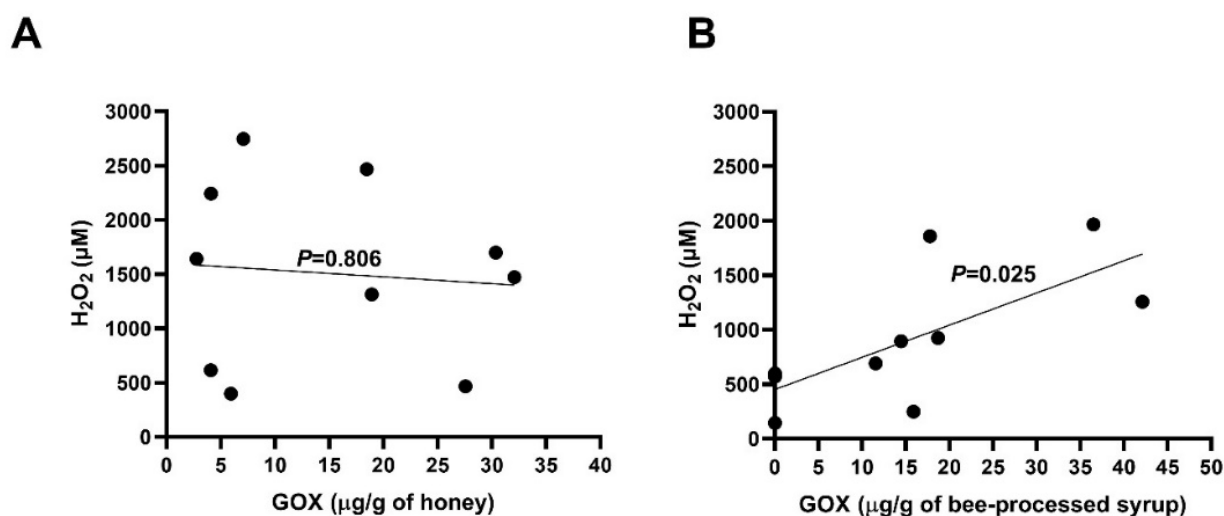 A
H₂O₂ (µM)
3000
2500
2000
1500
1000
500
0
P=0.806
0 5 10 15 20 25 30 35 40
GOX (µg/g of honey)
B
H₂O₂ (µM)
3000
2500
2000
1500
1000
500
0
P=0.025
0 5 10 15 20 25 30 35 40 45 50
GOX (µg/g of bee-processed syrup)